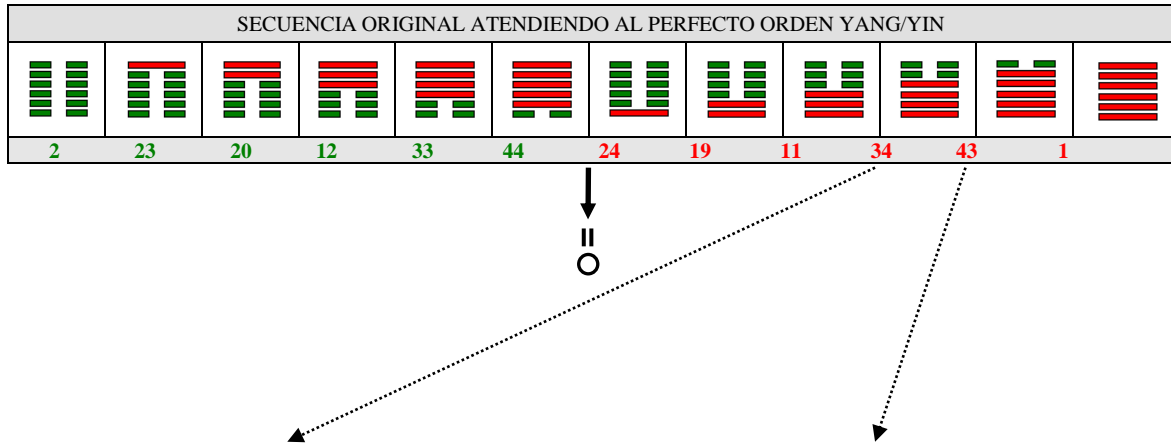 SECUENCIA ORIGINAL ATENDIENDO AL PERFECTO ORDEN YANG/YIN
2 23 20 12 33 44 24 19 11 34 43 1